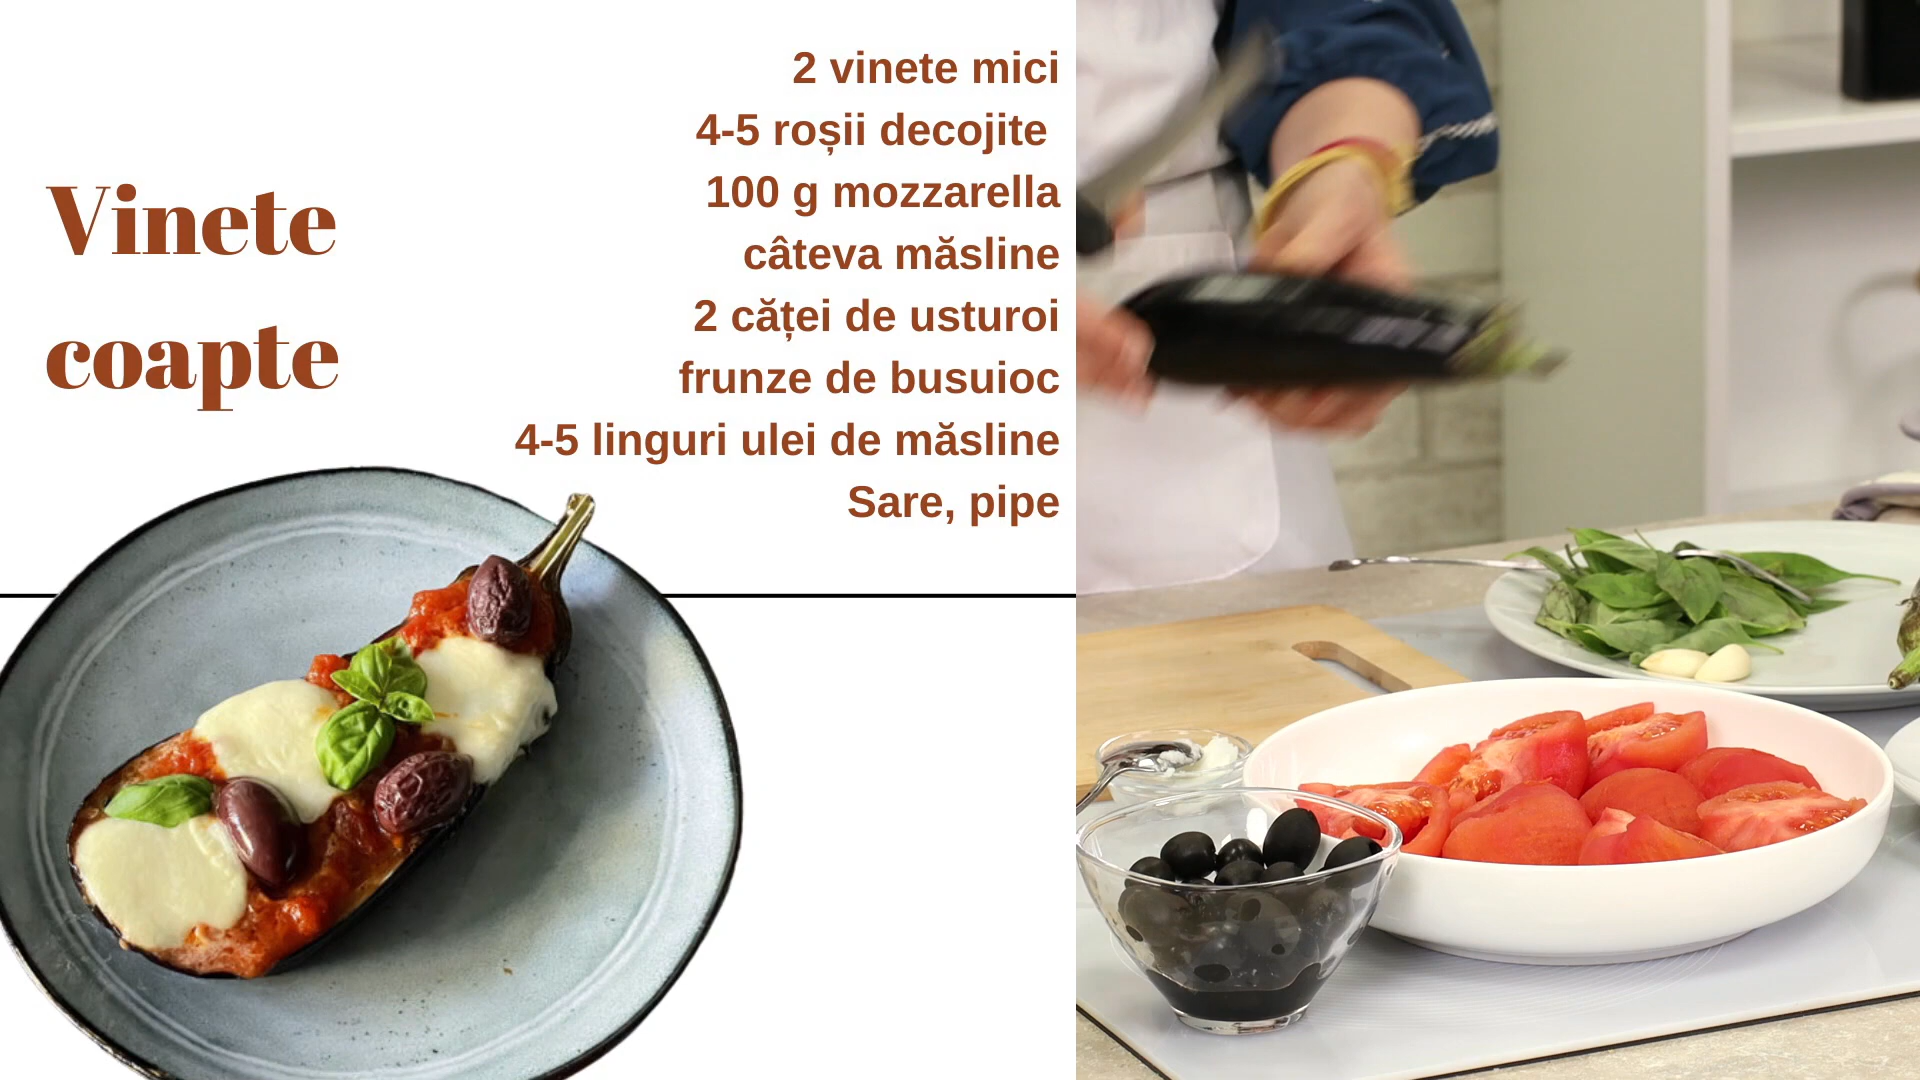 Vinete
coapte
2 vinete mici
4-5 roșii decojite
100 g mozzarella
câteva măsline
2 căței de usturoi
frunze de busuioc
4-5 linguri ulei de măsline
Sare, pipe